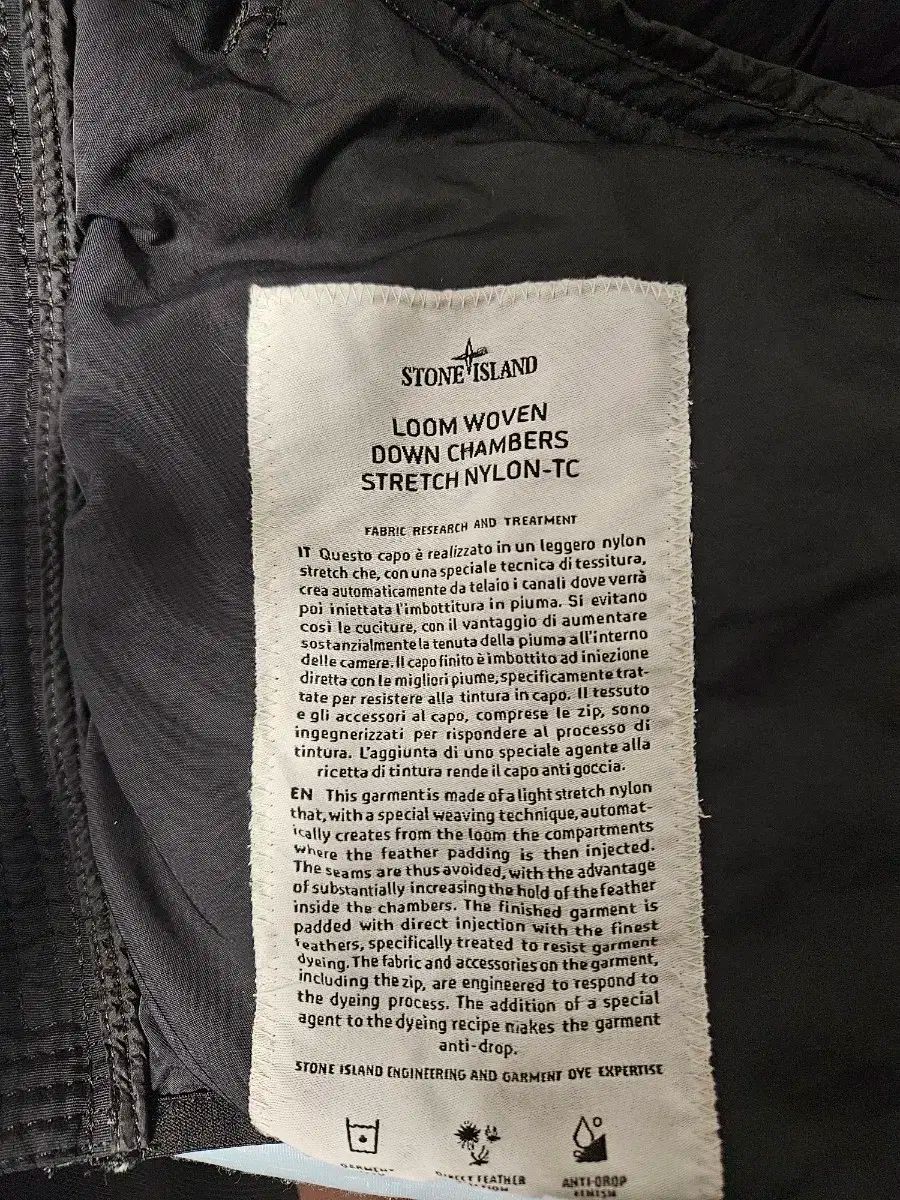 STONE ISLAND
LOOM WOVEN
DOWN CHAMBERS
STRETCH NYLON-TC
FABRIC RESEARCH AND TREATMENT
IT Questo capo è realizzato in un leggero nylon
stretch che, con una speciale tecnica di tessitura,
crea automaticamente da telaio i canali dove verrà
poi iniettata l'imbottitura in piuma. Si evitano
così le cuciture, con il vantaggio di aumentare
sostanzialmente la tenuta della piuma all'interno
delle camere. Il capo finito è imbottito ad iniezione
diretta con le migliori piume, specificamente trat-
tate per resistere alla tintura in capo. Il tessuto
e gli accessori al capo, comprese le zip, sono
ingegnerizzati per rispondere al processo di
tintura. L'aggiunta di uno speciale agente alla
ricetta di tintura rende il capo anti goccia.
EN This garment is made of a light stretch nylon
that, with a special weaving technique, automat-
ically creates from the loom the compartments
where the feather padding is then injected.
The seams are thus avoided, with the advantage
of substantially increasing the hold of the feather
inside the chambers. The finished garment is
padded with direct injection with the finest
feathers, specifically treated to resist garment
dyeing. The fabric and accessories on the garment,
including the zip, are engineered to respond to
the dyeing process. The addition of a special
agent to the dyeing recipe makes the garment
anti-drop.
STONE ISLAND ENGINEERING AND GARMENT DYE EXPERTISE
GARMENT
DIRECT FEATHER
ANTI-DROP
FINISH